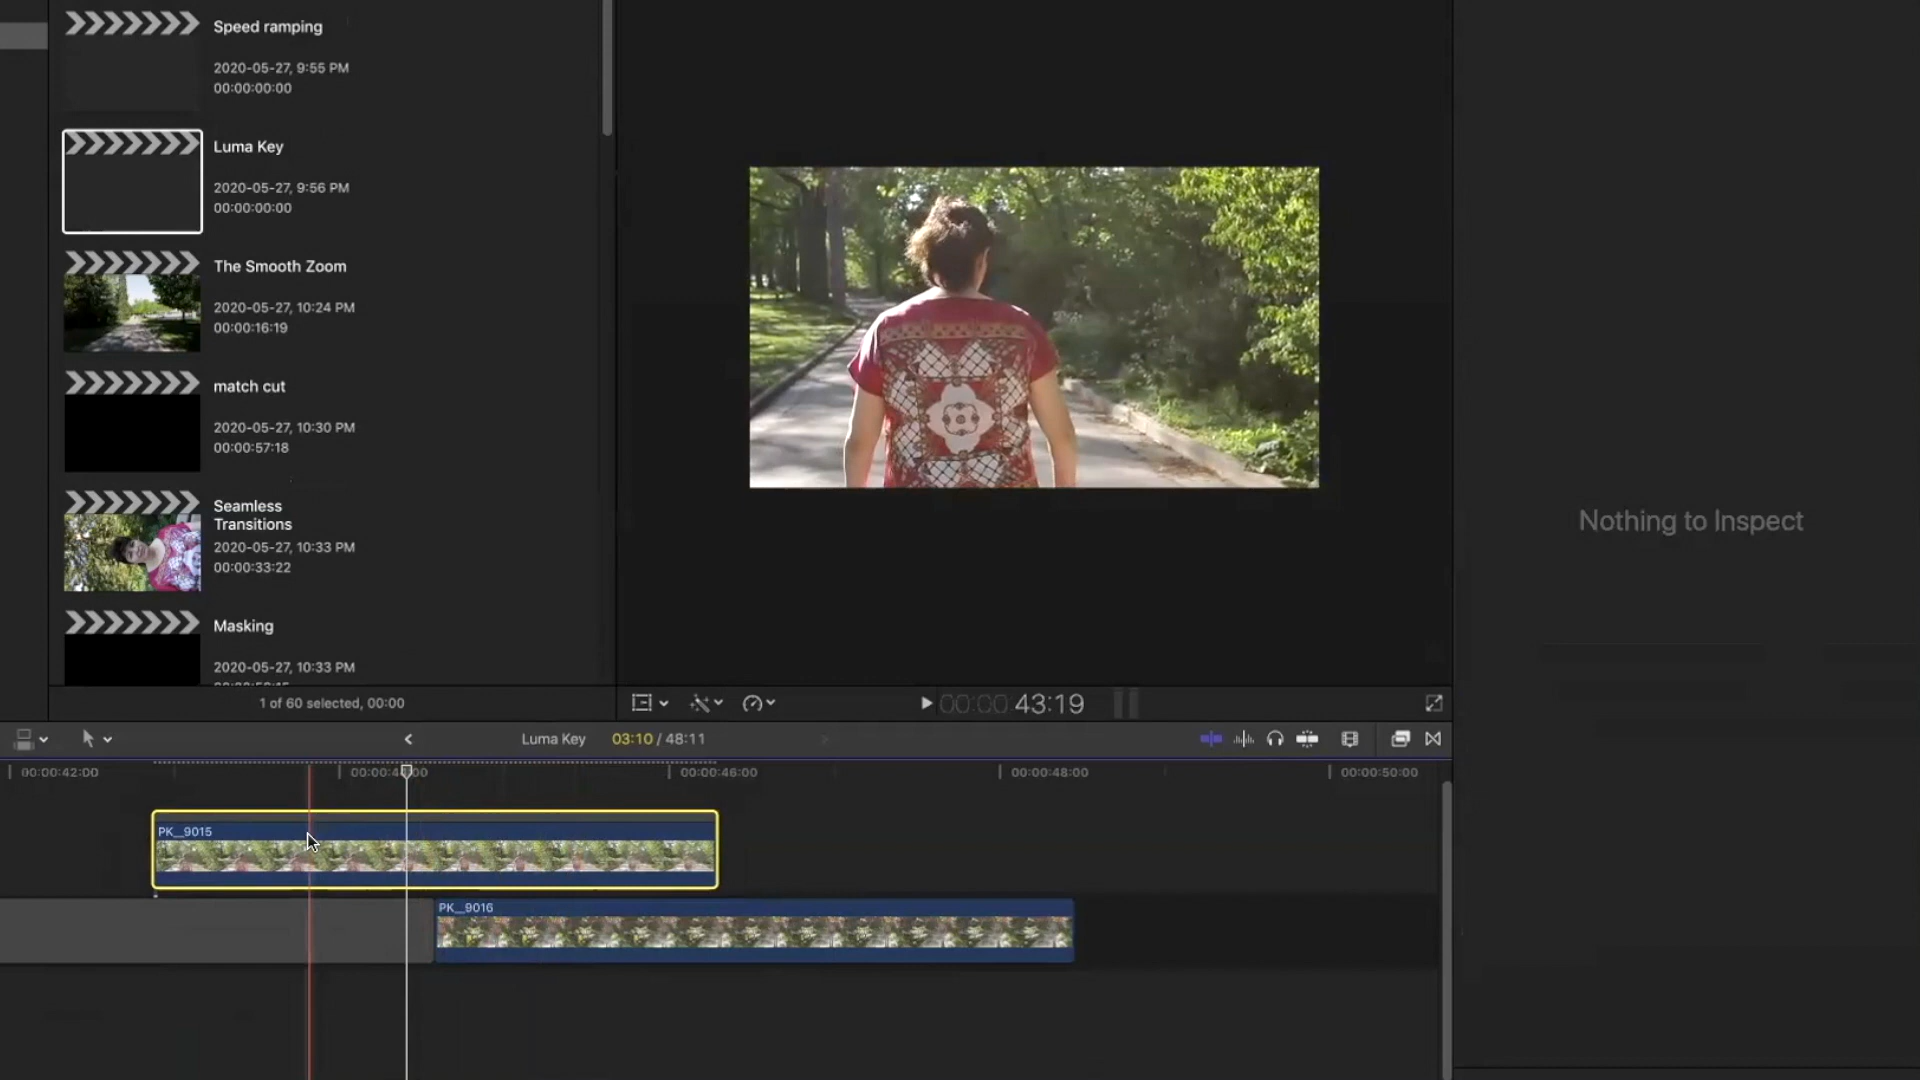 Speed ramping
2020-05-27, 9:55 PM
00:00:00:00
Luma Key
2020-05-27, 9:56 PM
00:00:00:00
The Smooth Zoom
2020-05-27, 10:24 PM
00:00:16:19
match cut
2020-05-27, 10:30 PM
00:00:57:18
Seamless
Transitions
2020-05-27, 10:33 PM
00:00:33:22
Masking
2020-05-27, 10:33 PM
1 of 60 selected, 00:00
00:00:43:19
Nothing to Inspect
Luma Key
03:10 / 48:11
00:00:42:00
00:00:46:00
00:00:48:00
00:00:50:00
PK__9015
PK__9016